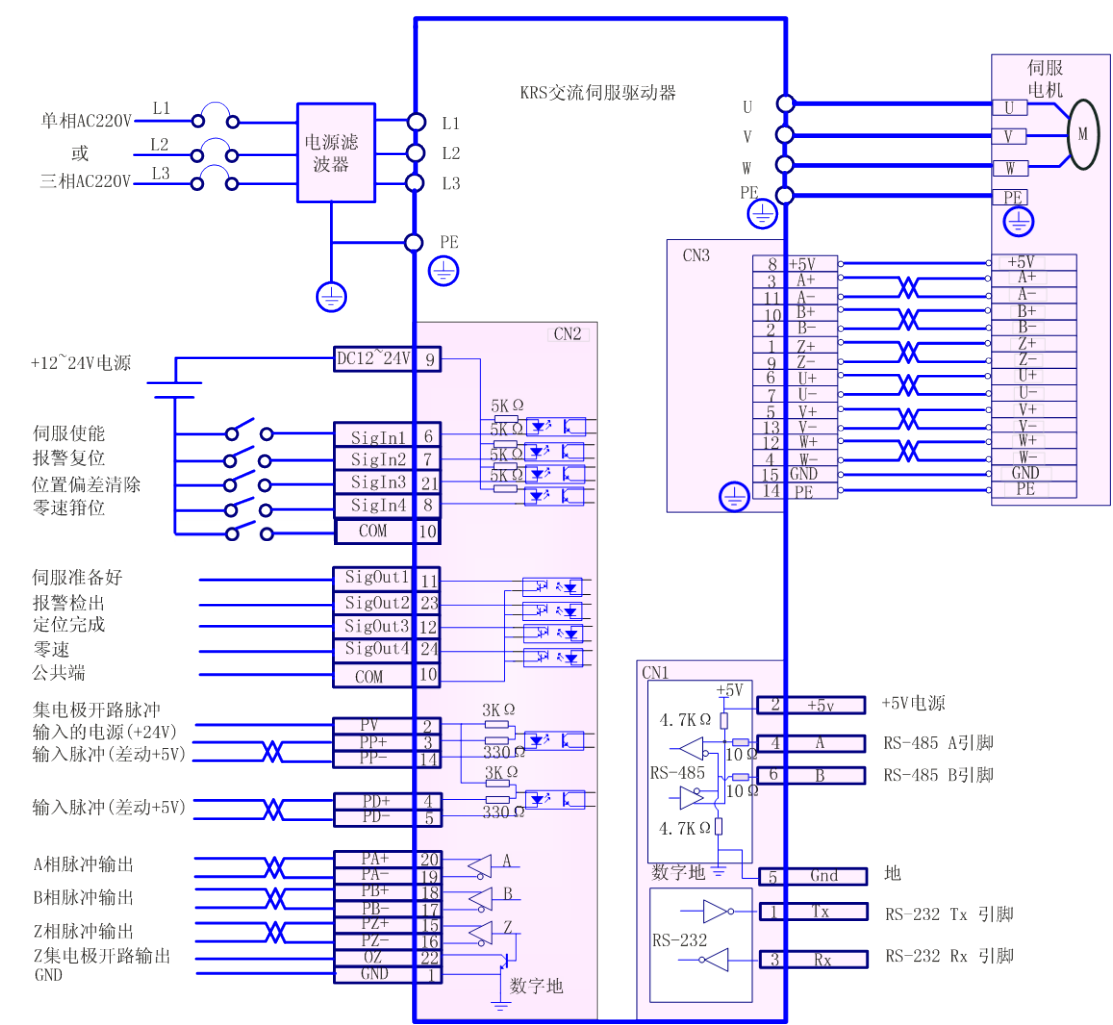 KRS交流伺服驱动器
单相AC220V
或
三相AC220V
L1
L2
L3
电源滤
波器
L1
L2
L3
PE
U
V
W
PE
伺服
电机
U
V
W
PE
M
CN3
8 +5V
3 A+
11 A-
10 B+
2 B-
1 Z+
9 Z-
6 U+
7 U-
5 V+
13 V-
12 W+
4 W-
15 GND
14 PE
+5V
A+
A-
B+
B-
Z+
Z-
U+
U-
V+
V-
W+
W-
GND
PE
CN2
+12~24V电源
DC12~24V 9
5KΩ
5KΩ
5KΩ
5KΩ
伺服使能
SigIn1 6
报警复位
SigIn2 7
位置偏差清除
SigIn3 21
零速箝位
SigIn4 8
COM 10
伺服准备好
SigOut1 11
报警检出
SigOut2 23
定位完成
SigOut3 12
零速
SigOut4 24
公共端
COM 10
集电极开路脉冲
输入的电源(+24V)
PV 2
输入脉冲(差动+5V)
PP+ 3
PP- 14
3KΩ
330Ω
3KΩ
330Ω
输入脉冲(差动+5V)
PD+ 4
PD- 5
A相脉冲输出
PA+ 20
PA- 19
A
B相脉冲输出
PB+ 18
PB- 17
B
Z相脉冲输出
PZ+ 15
PZ- 16
Z
Z集电极开路输出
OZ 22
GND
GND 1
数字地
CN1
+5V
4.7KΩ
10Ω
RS-485
10Ω
4.7KΩ
数字地
RS-232
2 +5v
+5V电源
4 A
RS-485 A引脚
6 B
RS-485 B引脚
5 Gnd
地
1 Tx
RS-232 Tx 引脚
3 Rx
RS-232 Rx 引脚